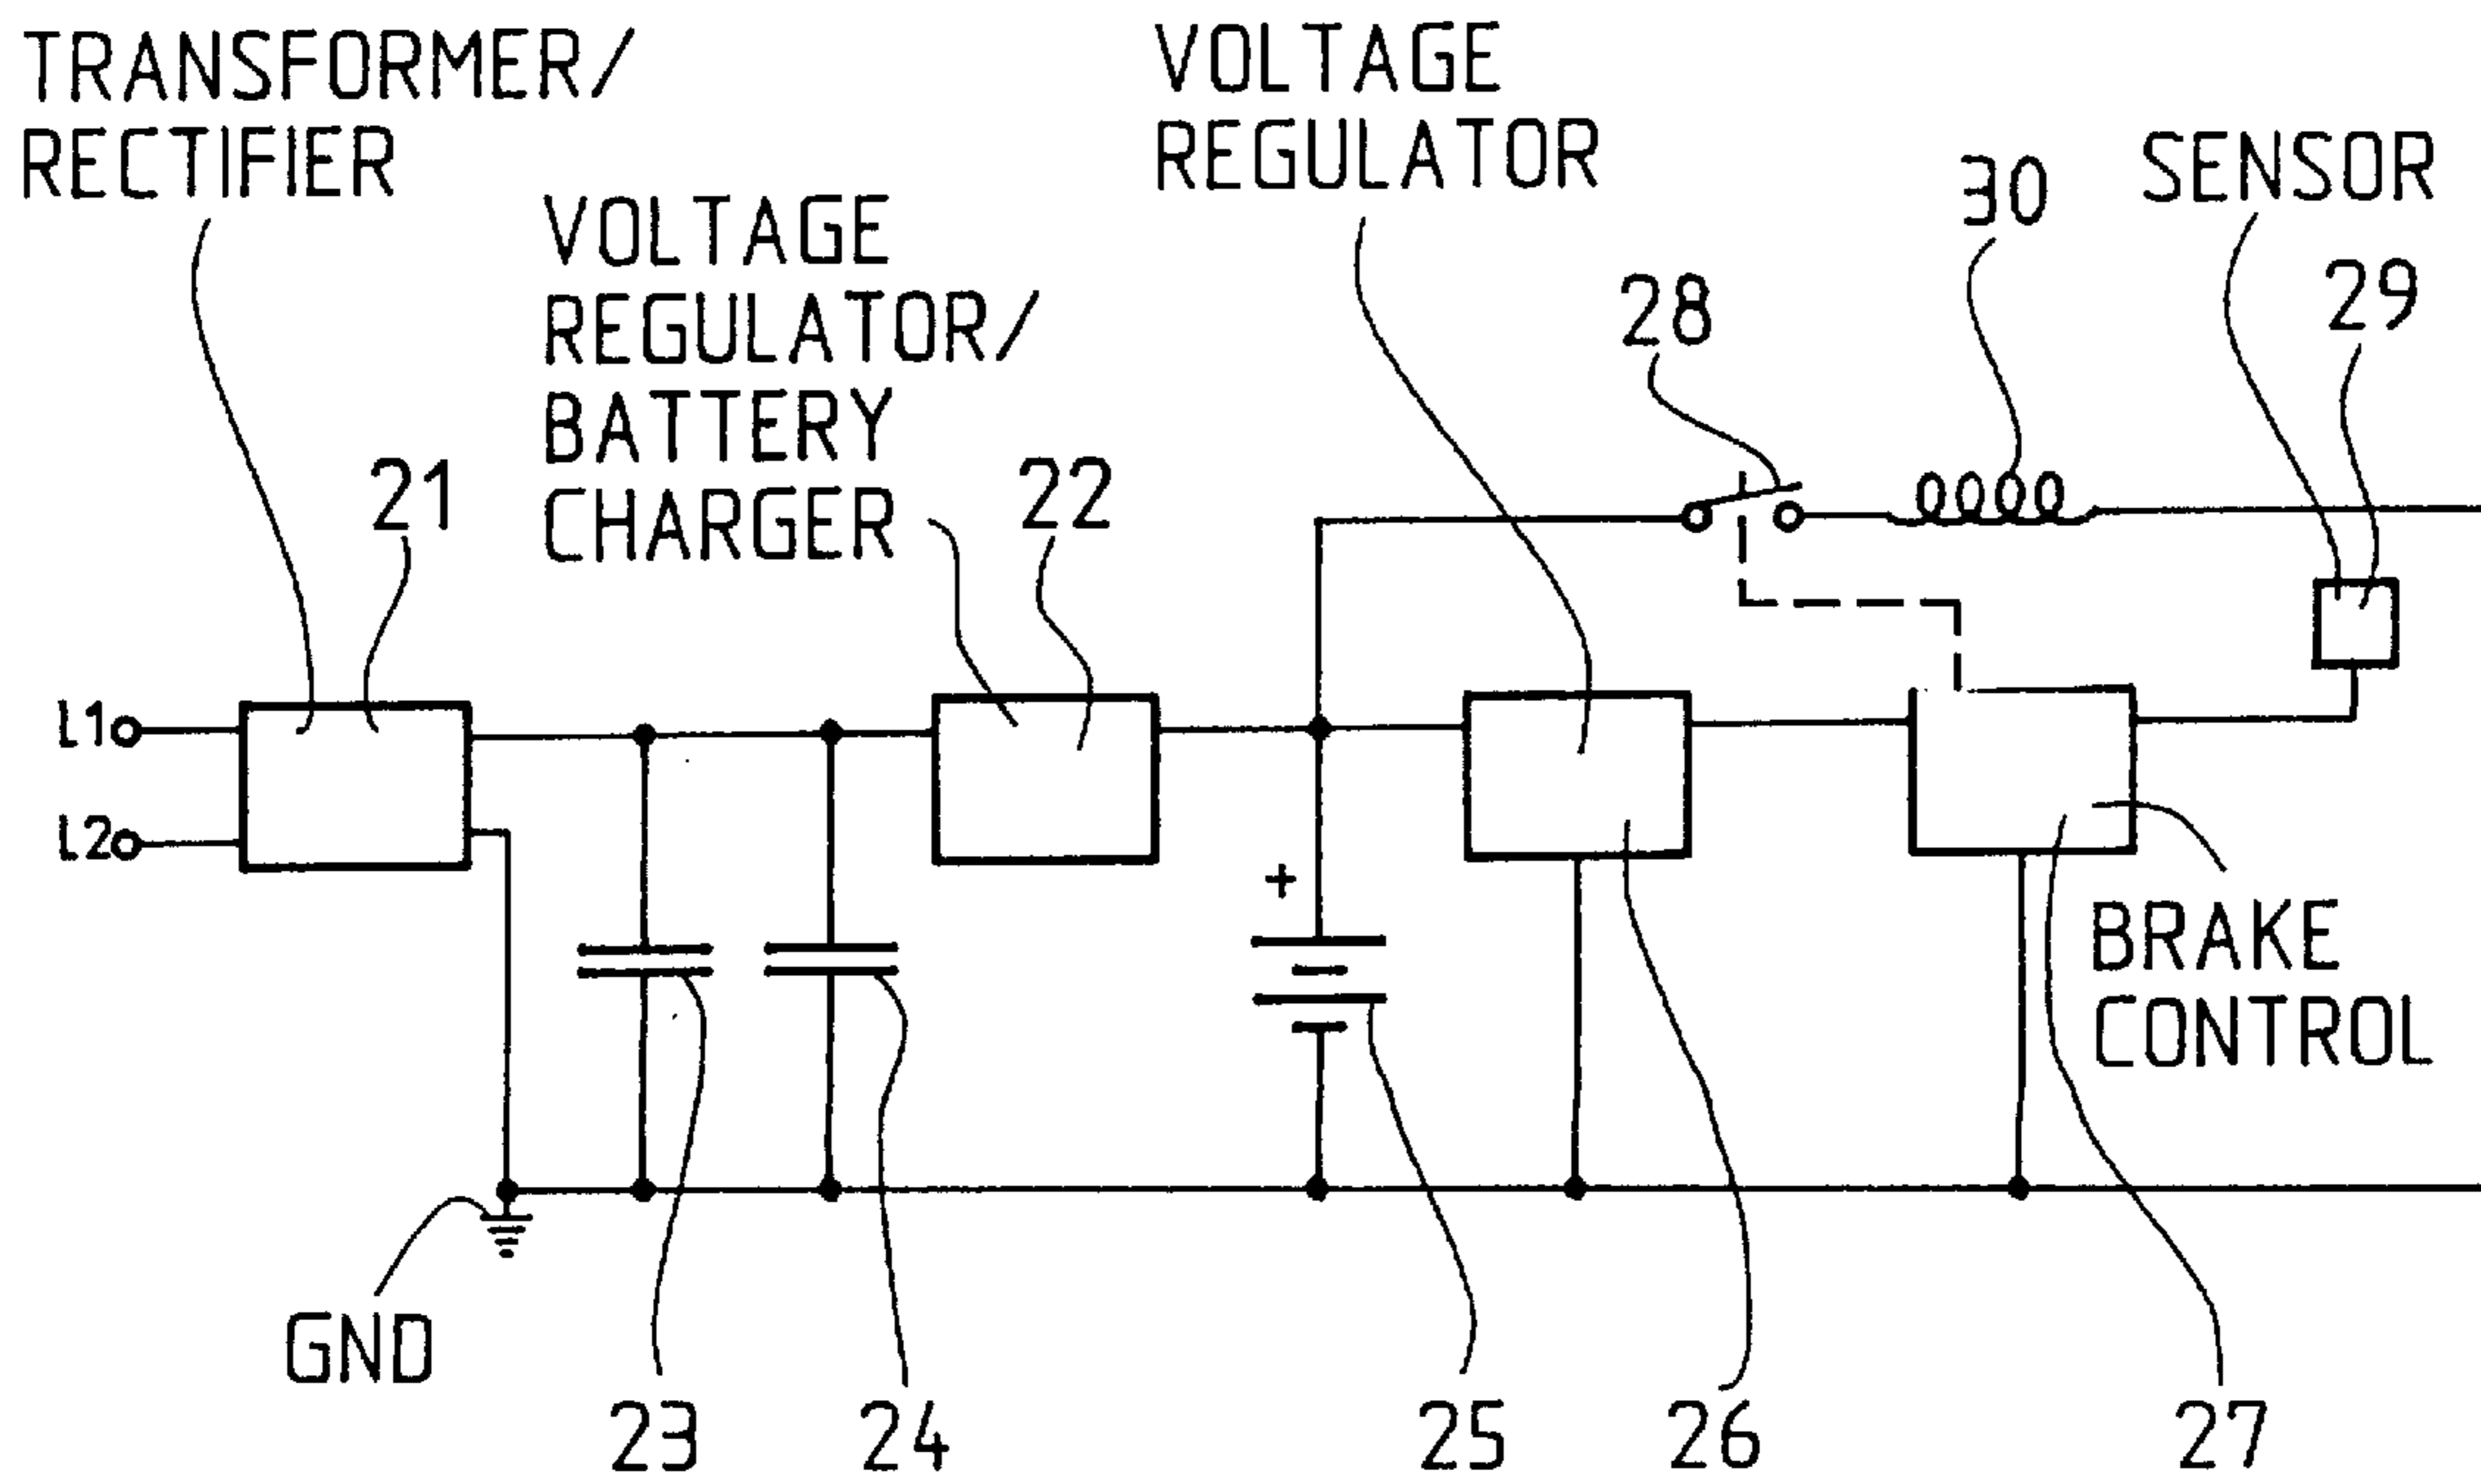 TRANSFORMER/
RECTIFIER
VOLTAGE
REGULATOR/
BATTERY
CHARGER
VOLTAGE
REGULATOR
SENSOR
30
29
28
21
22
L1
L2
+
BRAKE
CONTROL
GND
23
24
25
26
27